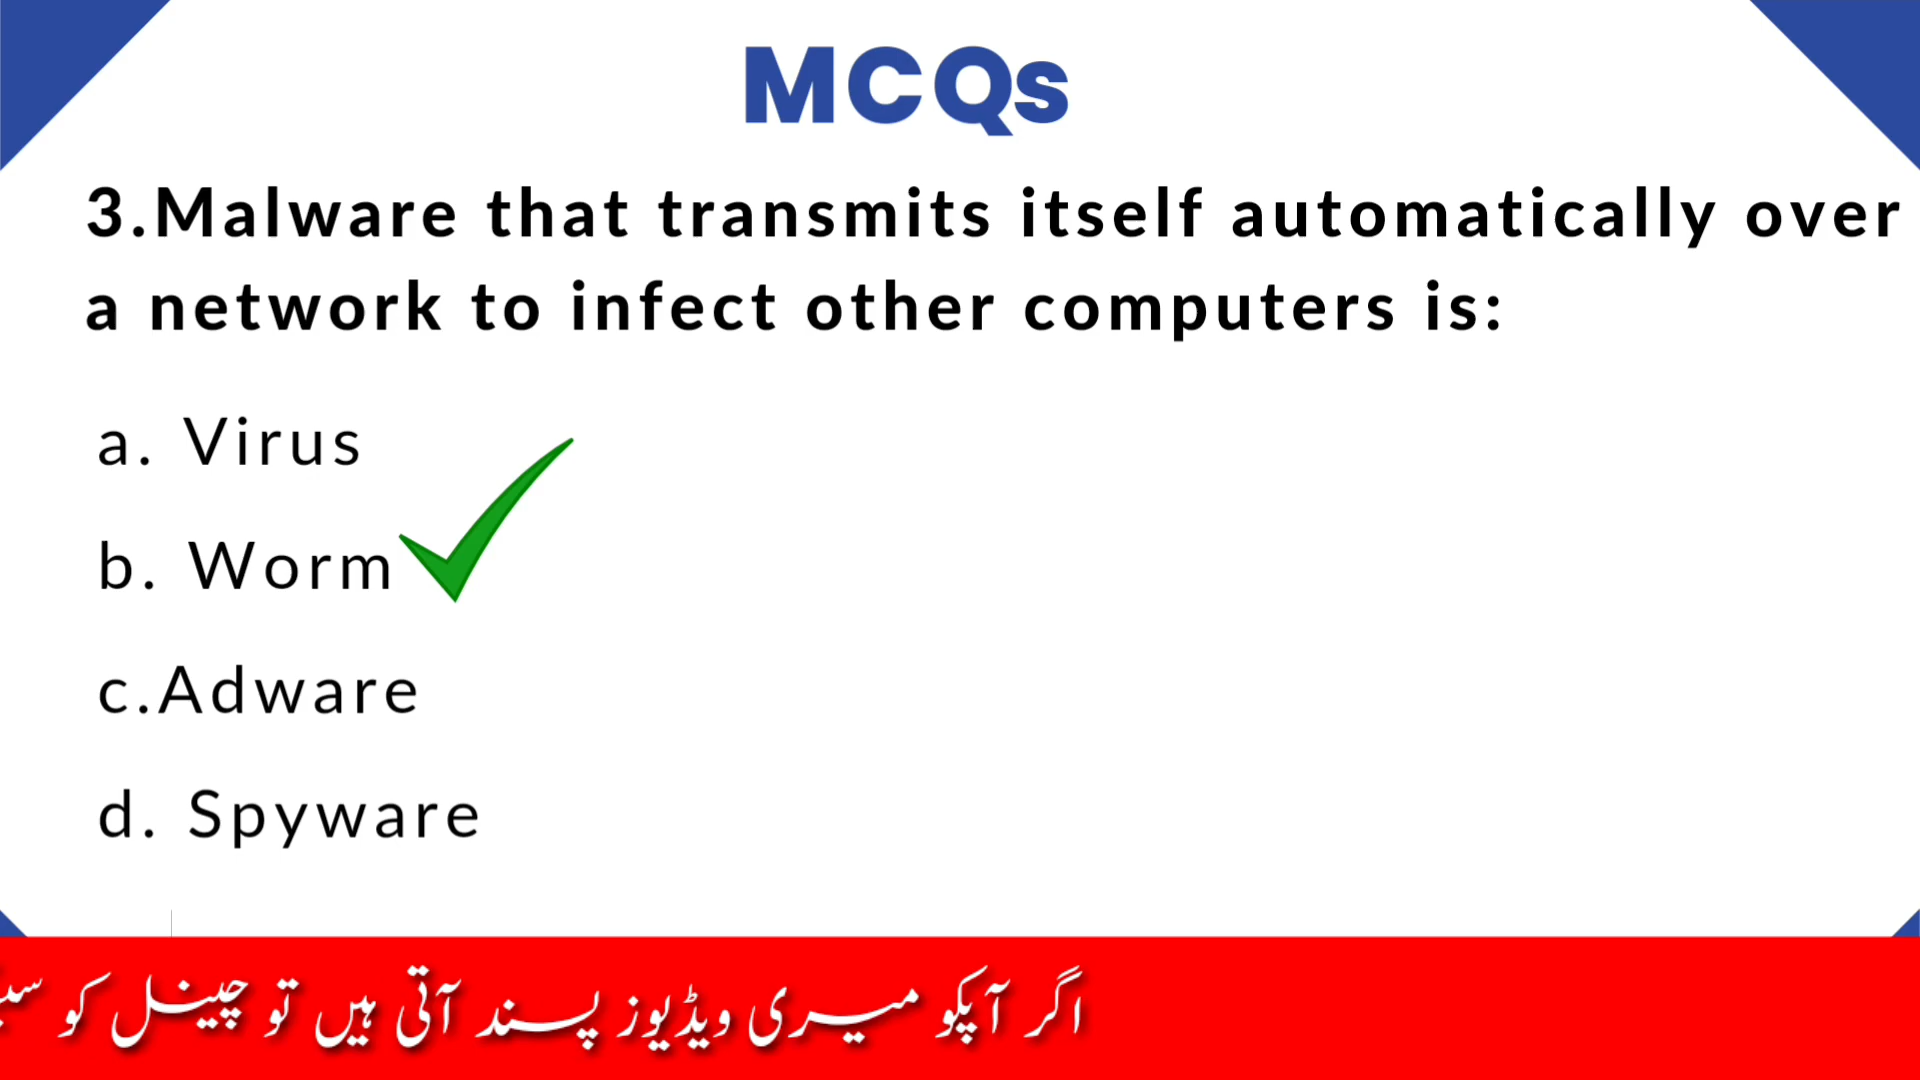 MCQs
3.Malware that transmits itself automatically over
a network to infect other computers is:
a. Virus
b. Worm
c.Adware
d. Spyware
اگر آپکو میری ویڈیوز پسند آتی ہیں تو چینل کو